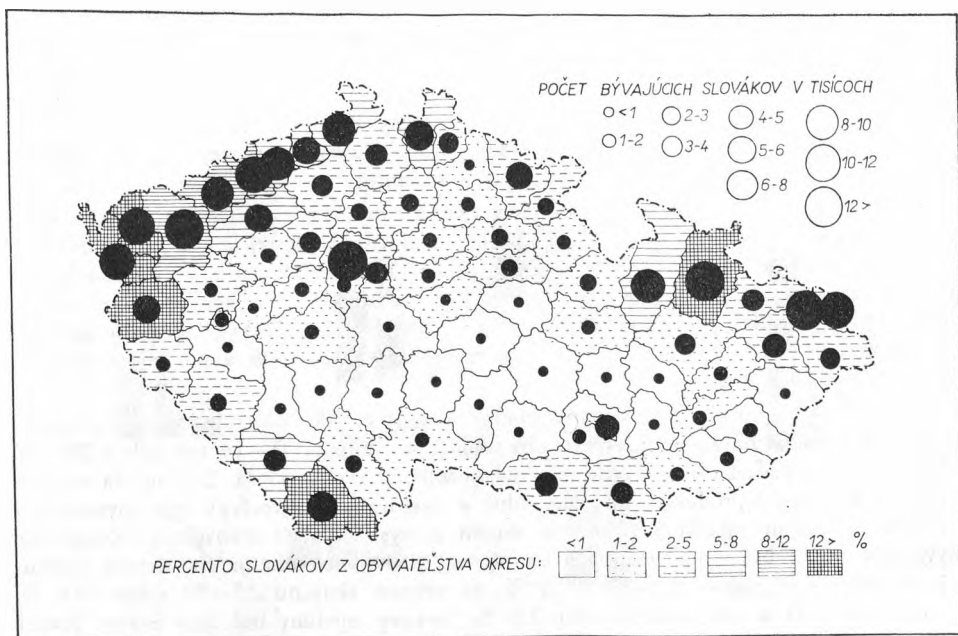 POČET BÝVAJÚCICH SLOVÁKOV V TISÍCOCH
<1 2-3 4-5 8-10
1-2 3-4 5-6 10-12
6-8 12 >
<1 1-2 2-5 5-8 8-12 12 > %
PERCENTO SLOVÁKOV Z OBYVATEĽSTVA OKRESU: